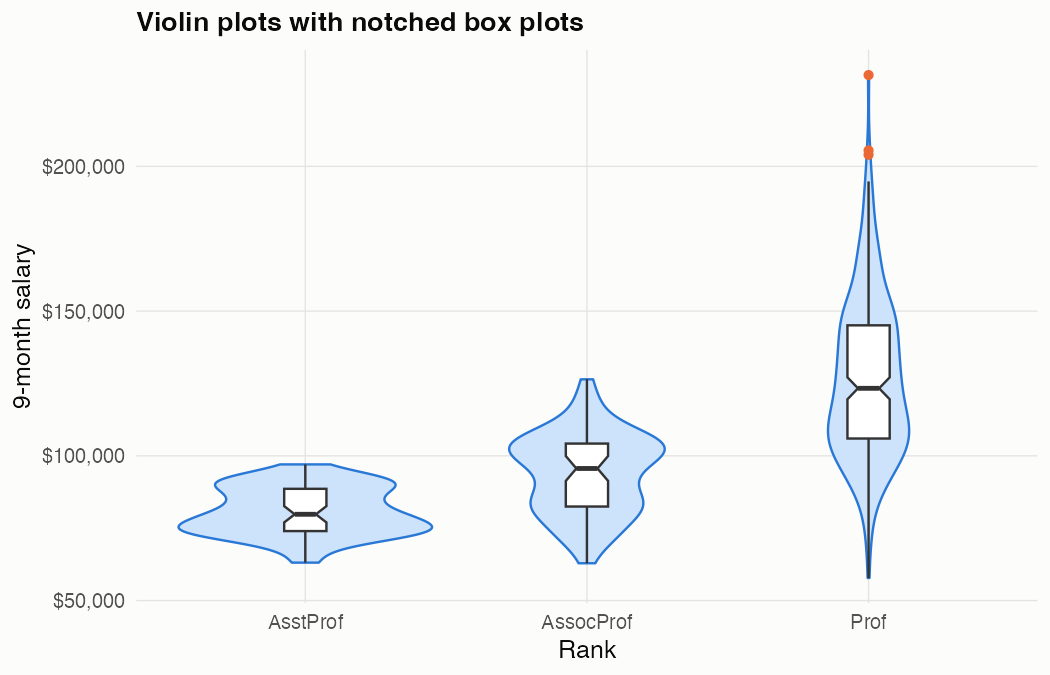 Violin plots with notched box plots
9-month salary
$200,000
$150,000
$100,000
$50,000
AsstProf AssocProf Prof
Rank